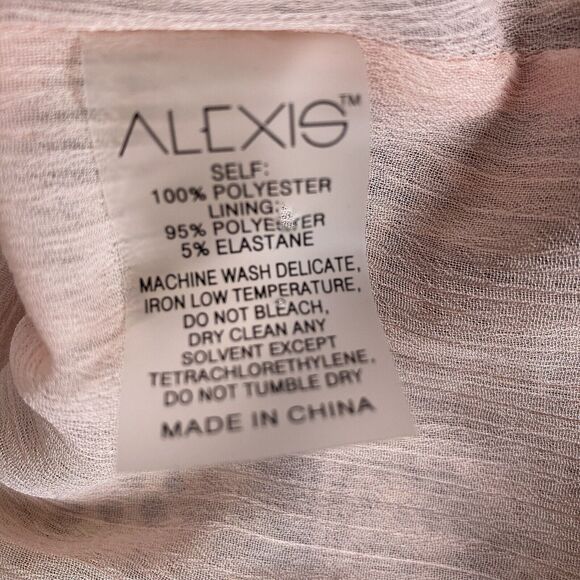 ALEXIS™
SELF:
100% POLYESTER
LINING:
95% POLYESTER
5% ELASTANE
MACHINE WASH DELICATE,
IRON LOW TEMPERATURE,
DO NOT BLEACH,
DRY CLEAN ANY
SOLVENT EXCEPT
TETRACHLORETHYLENE,
DO NOT TUMBLE DRY
MADE IN CHINA